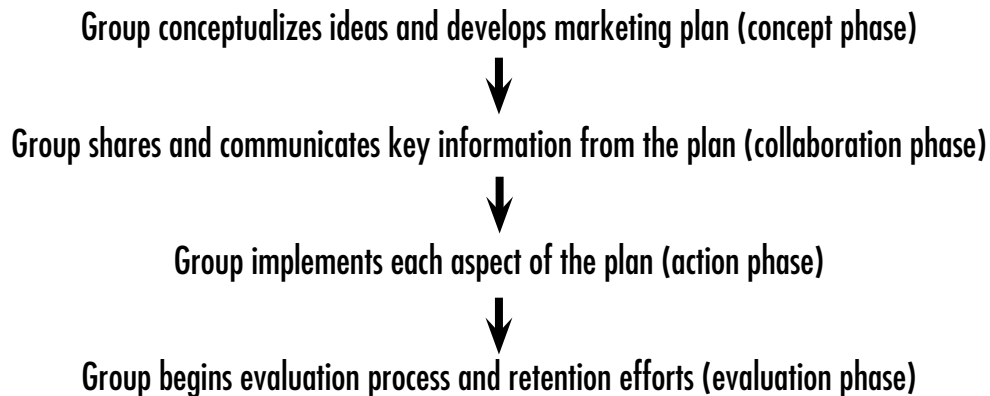 Group conceptualizes ideas and develops marketing plan (concept phase)
Group shares and communicates key information from the plan (collaboration phase)
Group implements each aspect of the plan (action phase)
Group begins evaluation process and retention efforts (evaluation phase)